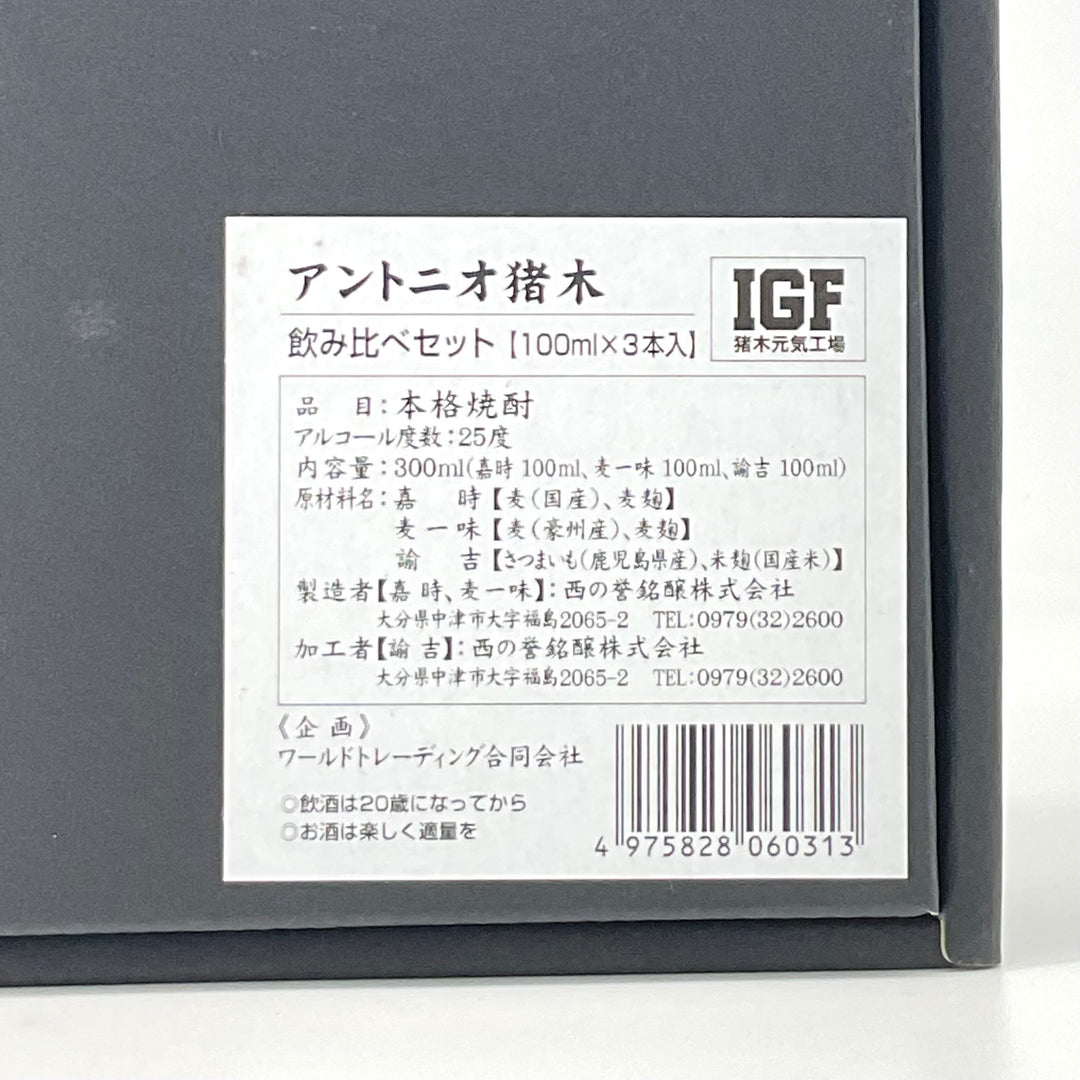 アントニオ猪木
飲み比べセット【100ml×3本入】
IGF
猪木元気工場
品　目：本格焼酎
アルコール度数：25度
内容量：300ml(嘉時 100ml、麦一味 100ml、諭吉 100ml)
原材料名：嘉　時【麦(国産)、麦麹】
麦一味【麦(豪州産)、麦麹】
諭　吉【さつまいも(鹿児島県産)、米麹(国産米)】
製造者【嘉 時、麦一味】：西の誉銘醸株式会社
大分県中津市大字福島2065-2　TEL：0979(32)2600
加工者【諭 吉】：西の誉銘醸株式会社
大分県中津市大字福島2065-2　TEL：0979(32)2600
《企 画》
ワールドトレーディング合同会社
◎飲酒は20歳になってから
◎お酒は楽しく適量を
4 975828 060313